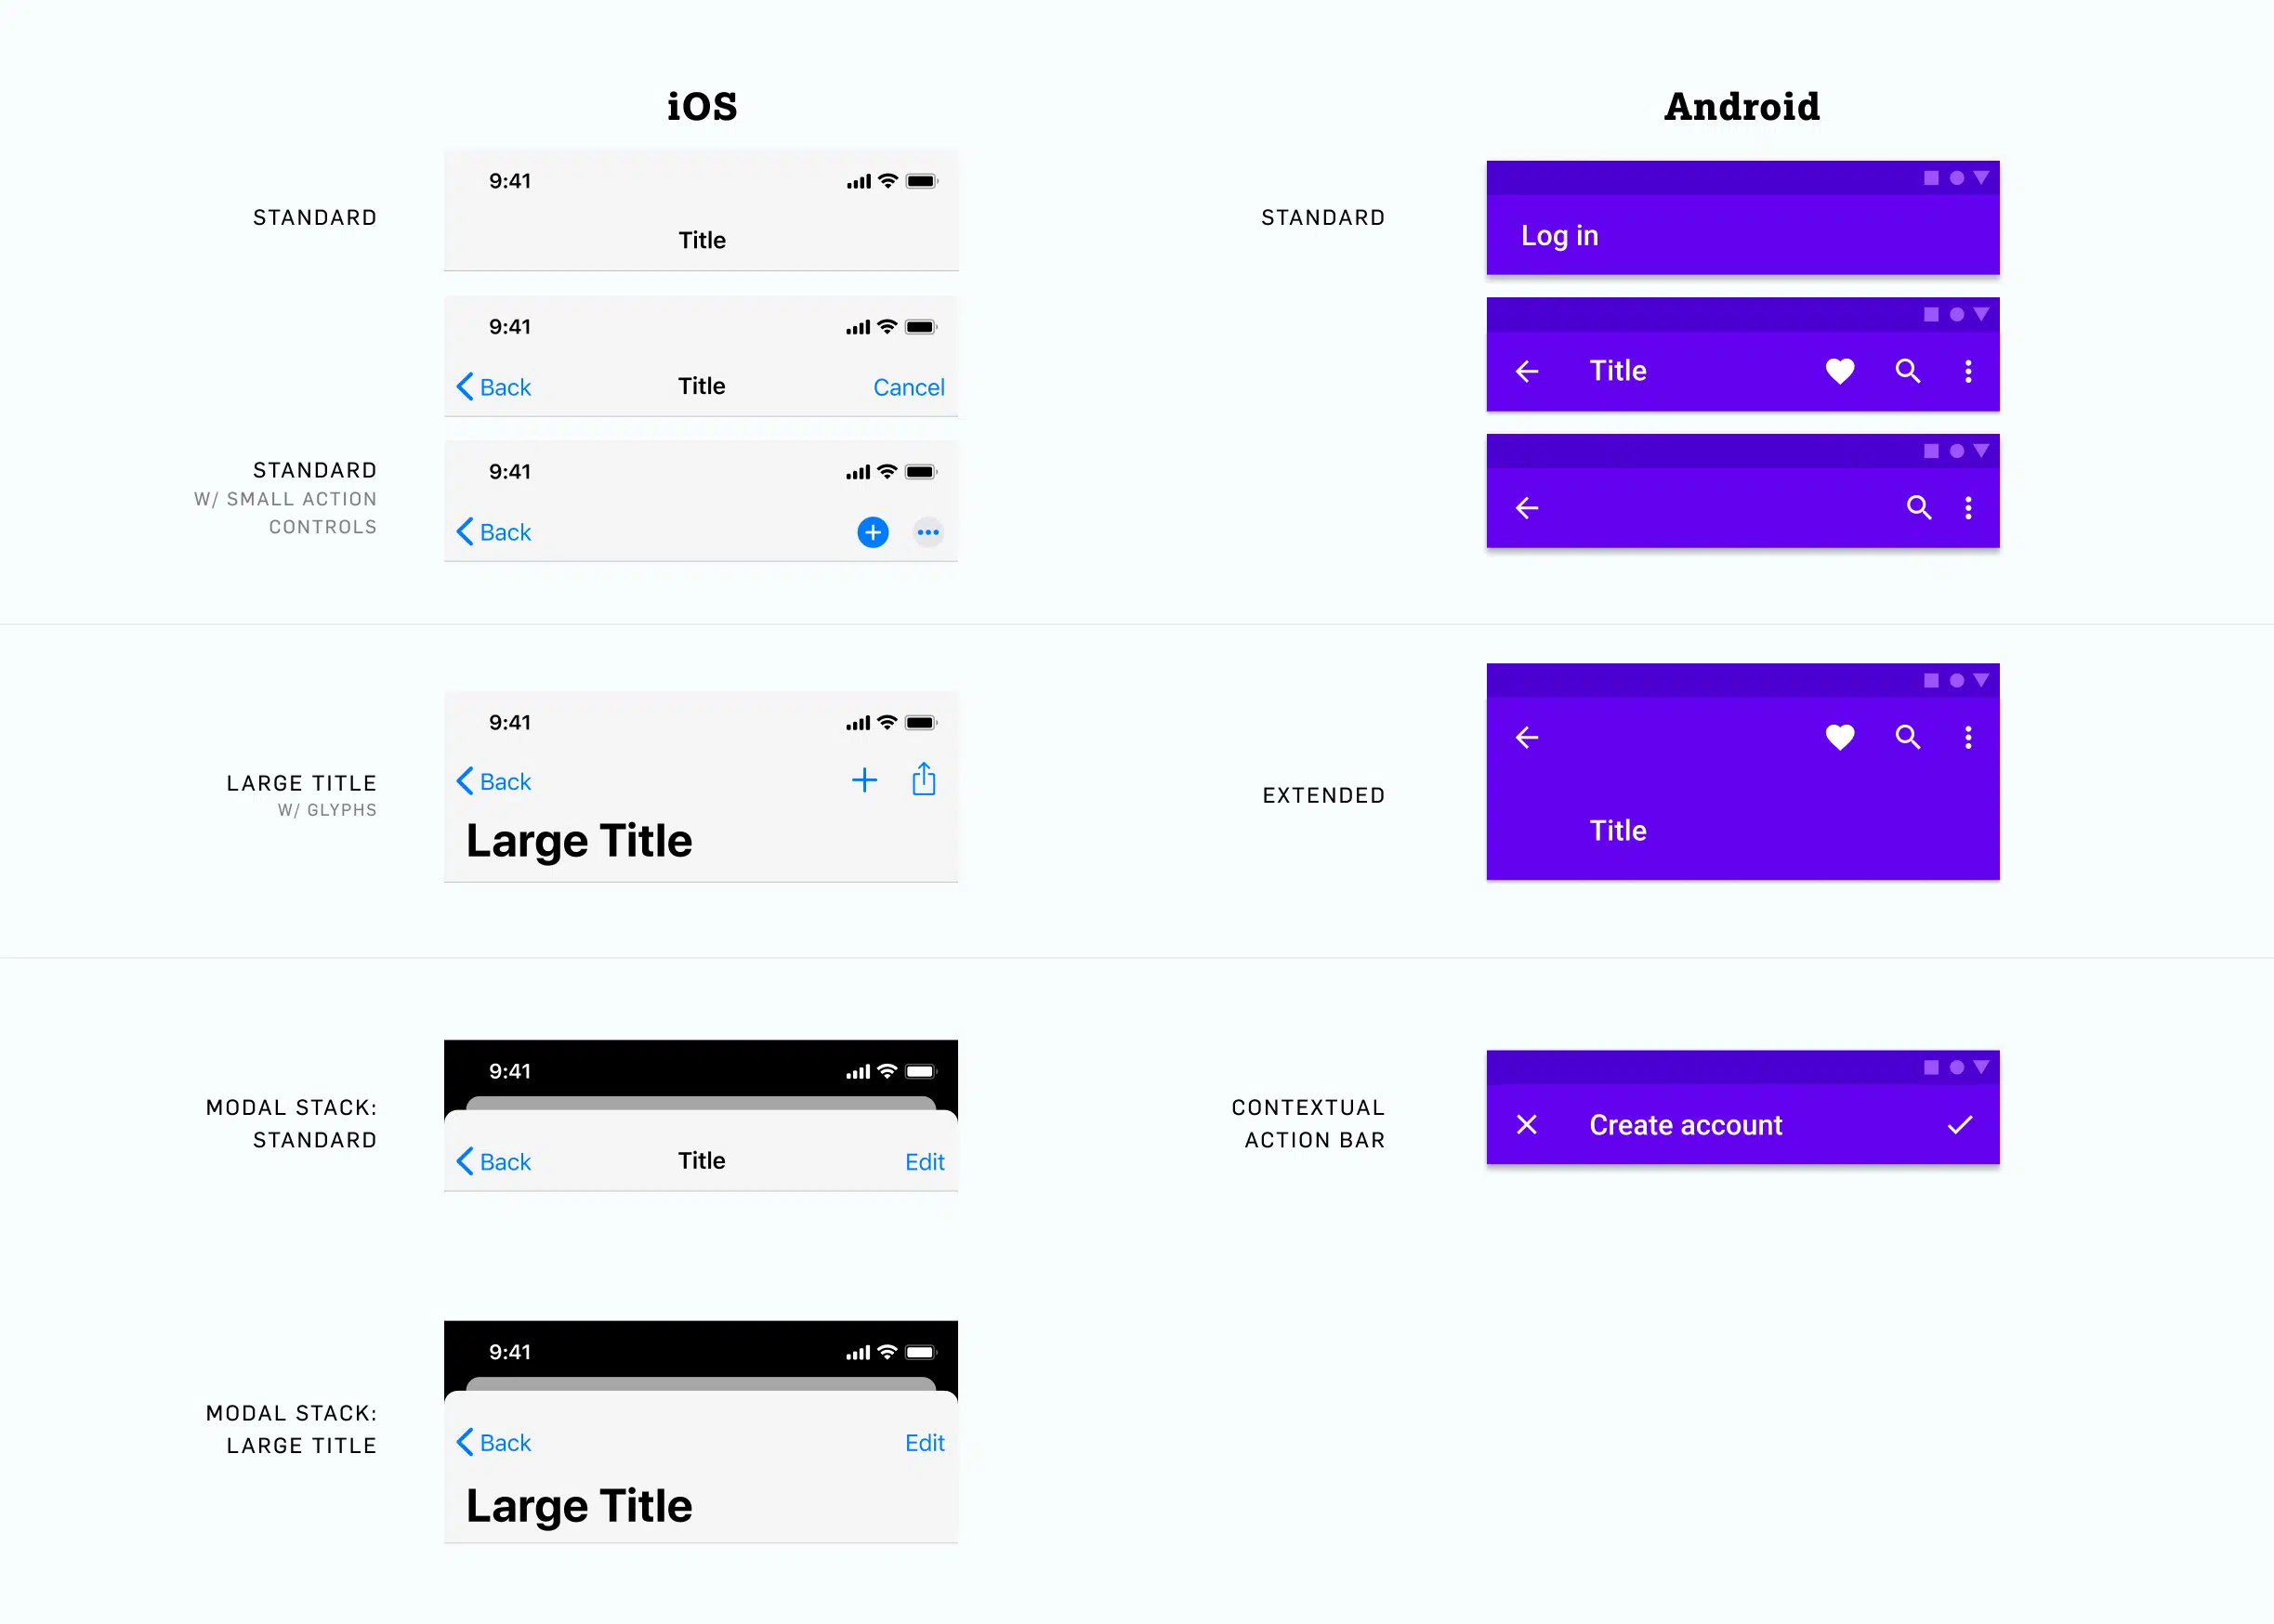 iOS
Android
STANDARD
9:41
Title
STANDARD
Log in
9:41
Back Title Cancel
Title
STANDARD
W/ SMALL ACTION
CONTROLS
9:41
Back
LARGE TITLE
W/ GLYPHS
9:41
Back
Large Title
EXTENDED
Title
MODAL STACK:
STANDARD
9:41
Back Title Edit
CONTEXTUAL
ACTION BAR
Create account
MODAL STACK:
LARGE TITLE
9:41
Back Edit
Large Title